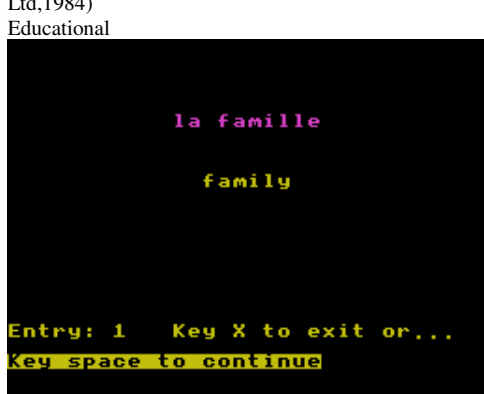 Ltd,1984)
Educational
la famille
family
Entry: 1 Key X to exit or...
Key space to continue